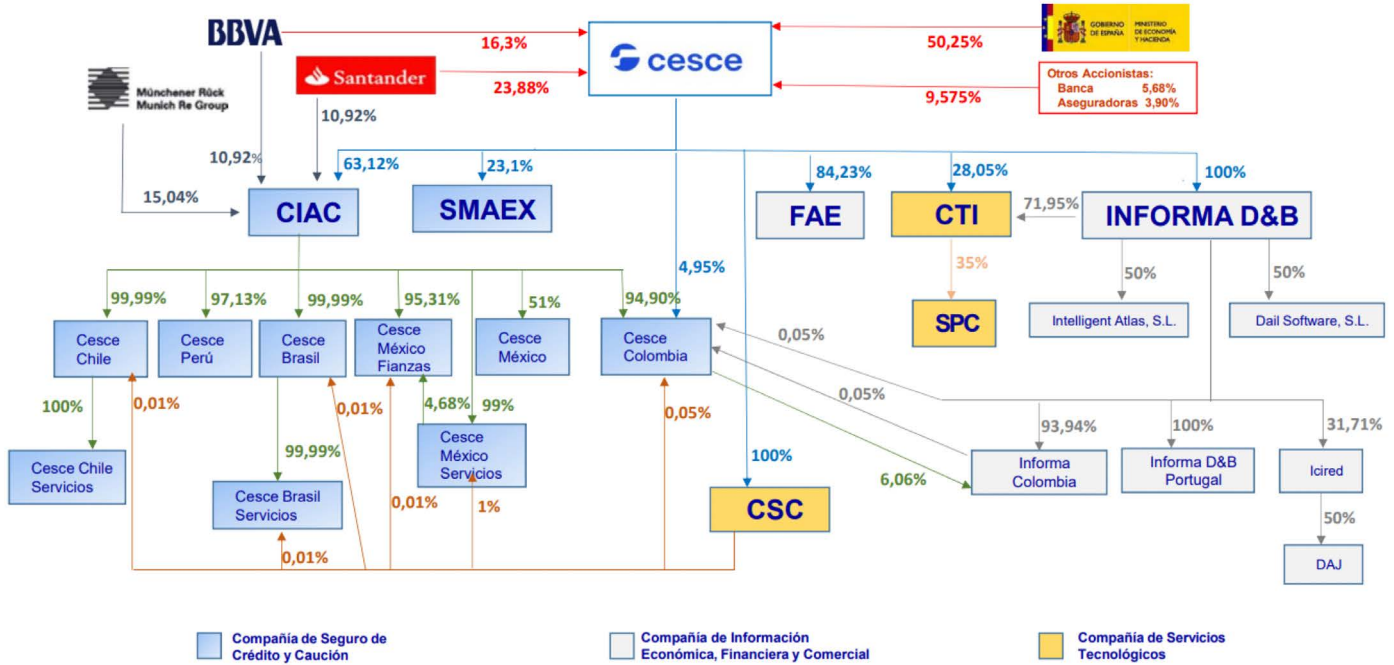 BBVA
16,3%
cesce
50,25%
GOBIERNO
DE ESPAÑA
MINISTERIO
DE ECONOMÍA
Y HACIENDA
Münchener Rück
Munich Re Group
Santander
23,88%
9,575%
Otros Accionistas:
Banca 5,68%
Aseguradoras 3,90%
10,92%
10,92%
63,12%
23,1%
84,23%
28,05%
100%
15,04%
CIAC
SMAEX
FAE
CTI
71,95%
INFORMA D&B
4,95%
35%
50%
50%
99,99%
97,13%
99,99%
95,31%
51%
94,90%
Cesce
Chile
Cesce
Perú
Cesce
Brasil
Cesce
México
Fianzas
Cesce
México
Cesce
Colombia
SPC
Intelligent Atlas, S.L.
Dail Software, S.L.
0,05%
0,05%
100%
0,01%
0,01%
4,68%
99%
0,05%
93,94%
100%
31,71%
99,99%
Cesce
México
Servicios
100%
6,06%
Cesce Chile
Servicios
Cesce Brasil
Servicios
0,01%
1%
CSC
Informa
Colombia
Informa D&B
Portugal
Icired
0,01%
50%
DAJ
Compañía de Seguro de
Crédito y Caución
Compañía de Información
Económica, Financiera y Comercial
Compañía de Servicios
Tecnológicos